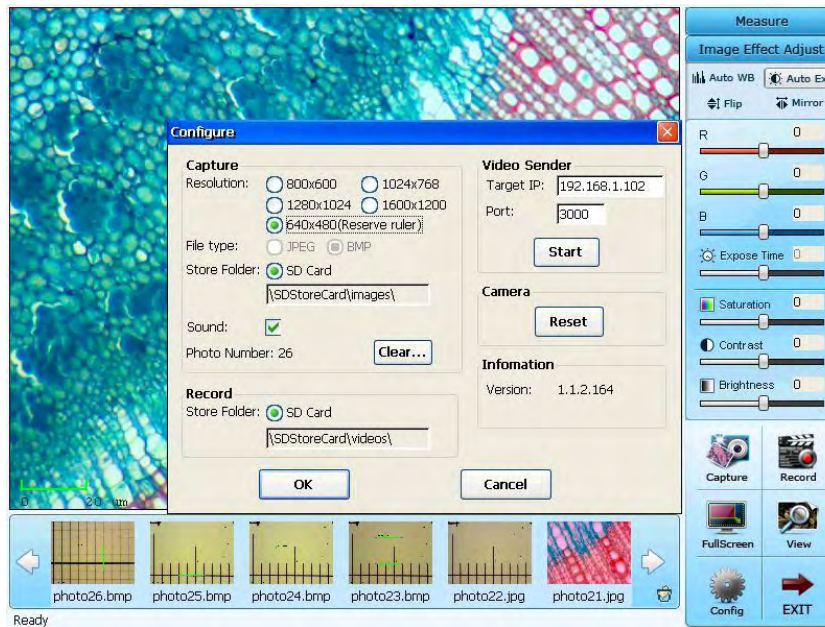 Configure
Capture
Resolution: 800x600 1024x768
1280x1024 1600x1200
640x480(Reserve ruler)
File type: JPEG BMP
Store Folder: SD Card
\SDStoreCard\images\
Sound:
Photo Number: 26 Clear...
Record
Store Folder: SD Card
\SDStoreCard\videos\
OK
Cancel
Video Sender
Target IP: 192.168.1.102
Port: 3000
Start
Camera
Reset
Infomation
Version: 1.1.2.164
Measure
Image Effect Adjust
Auto WB Auto Ex
Flip Mirror
R 0
G 0
B 0
Expose Time 0
Saturation 0
Contrast 0
Brightness 0
Capture Record
FullScreen View
Config EXIT
0 20 um
photo26.bmp photo25.bmp photo24.bmp photo23.bmp photo22.jpg photo21.jpg
Ready